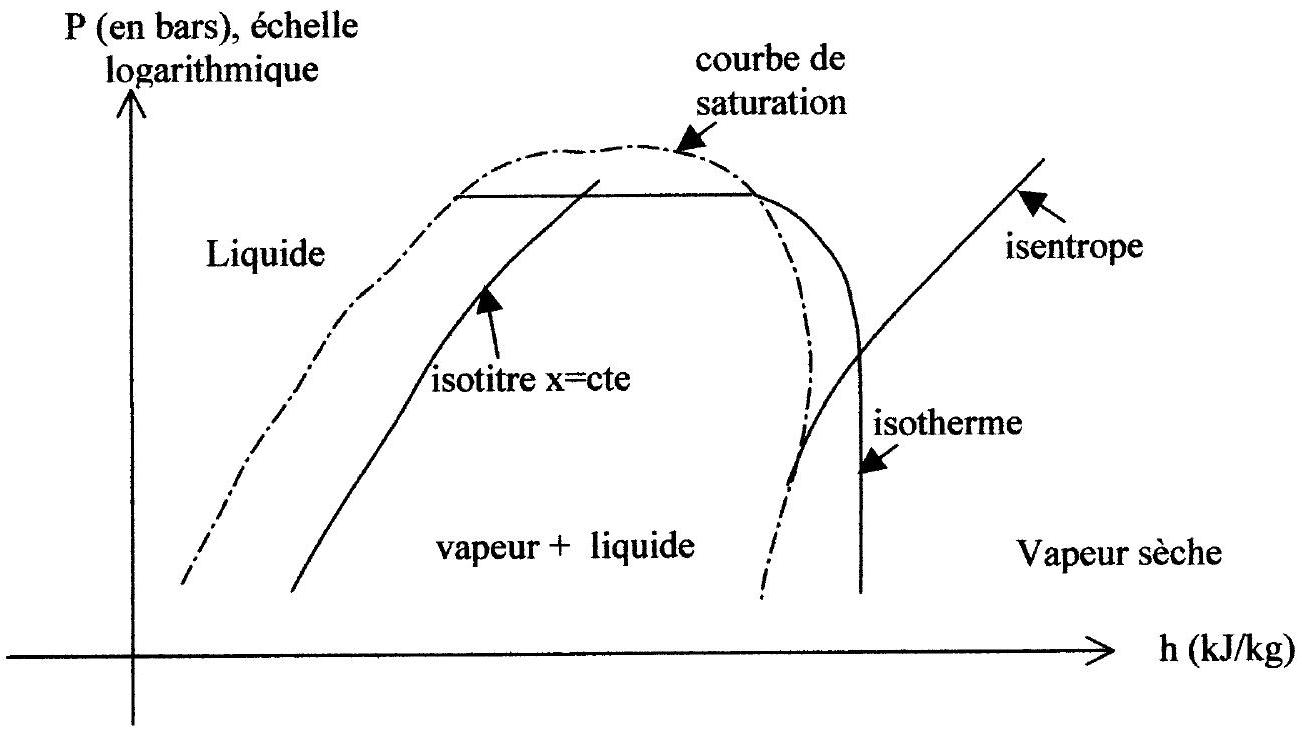 P (en bars), échelle
logarithmique
courbe de
saturation
Liquide
isentrope
isotitre x=cte
isotherme
vapeur + liquide
Vapeur sèche
h (kJ/kg)